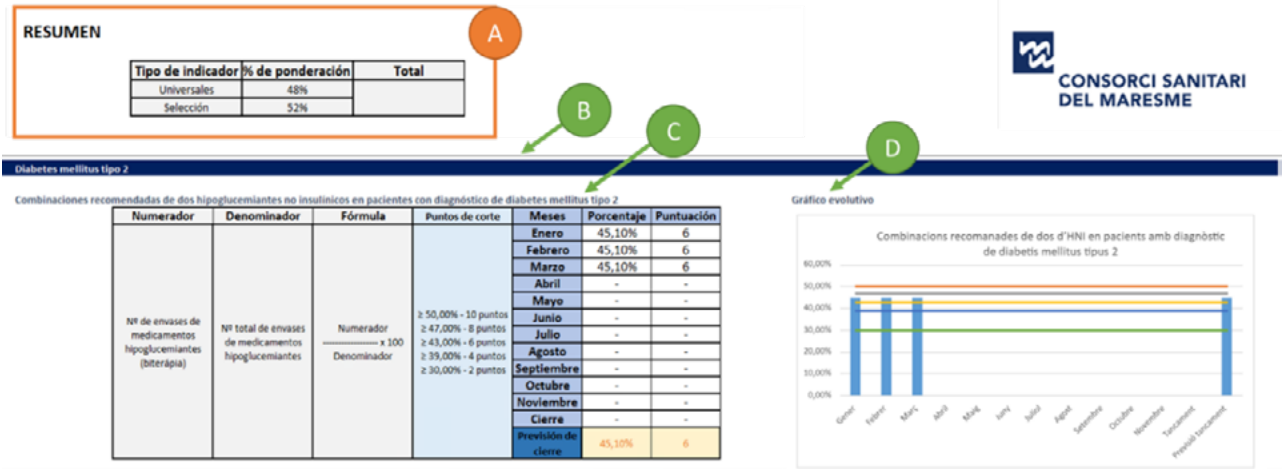 RESUMEN
A
Tipo de indicador % de ponderación Total
Universales 48%
Selección 52%
CONSORCI SANITARI
DEL MARESME
B
C
D
Diabetes mellitus tipo 2
Combinaciones recomendadas de dos hipoglucemiantes no insulínicos en pacientes con diagnóstico de diabetes mellitus tipo 2
Numerador Denominador Fórmula Puntos de corte Meses Porcentaje Puntuación
Nº de envases de
medicamentos
hipoglucemiantes
(biterápia)
Nº total de envases
de medicamentos
hipoglucemiantes
Numerador
x 100
Denominador
≥ 50,00% - 10 puntos
≥ 47,00% - 8 puntos
≥ 43,00% - 6 puntos
≥ 39,00% - 4 puntos
≥ 30,00% - 2 puntos
Enero 45,10% 6
Febrero 45,10% 6
Marzo 45,10% 6
Abril - -
Mayo - -
Junio - -
Julio - -
Agosto - -
Septiembre - -
Octubre - -
Noviembre - -
Cierre - -
Previsión de
cierre 45,10% 6
Gráfico evolutivo
Combinacions recomanades de dos d'HNI en pacients amb diagnòstic
de diabetis mellitus tipus 2
60,00%
50,00%
40,00%
30,00%
20,00%
10,00%
0,00%
Gener
Febrer
Març
Abril
Maig
Juny
Juliol
Agost
Setembre
Octubre
Novembre
Tancament
Previsió tancament